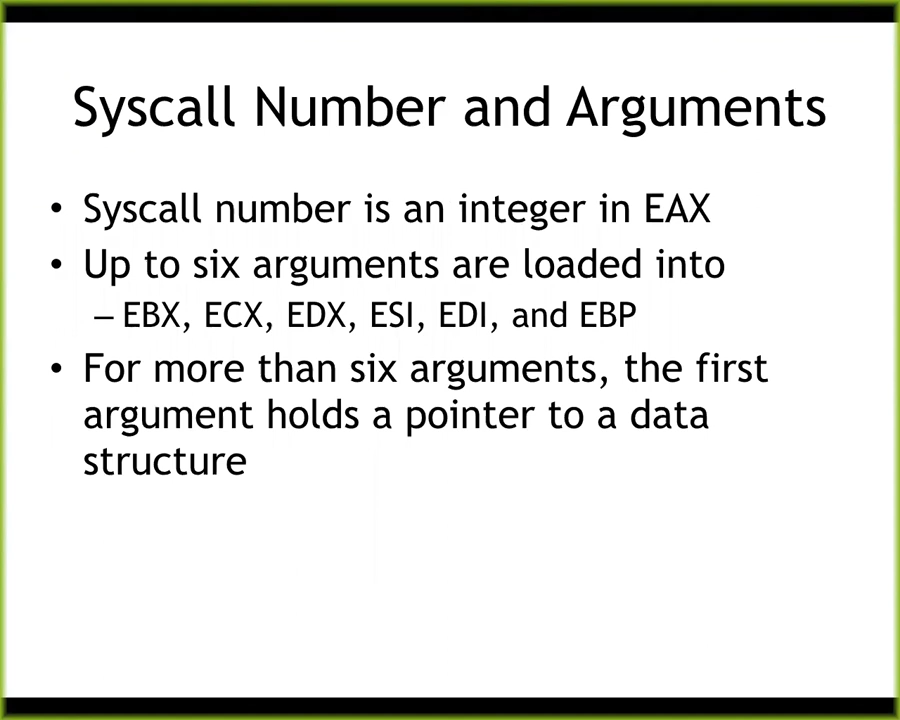 Syscall Number and Arguments
• Syscall number is an integer in EAX
• Up to six arguments are loaded into
– EBX, ECX, EDX, ESI, EDI, and EBP
• For more than six arguments, the first
argument holds a pointer to a data
structure